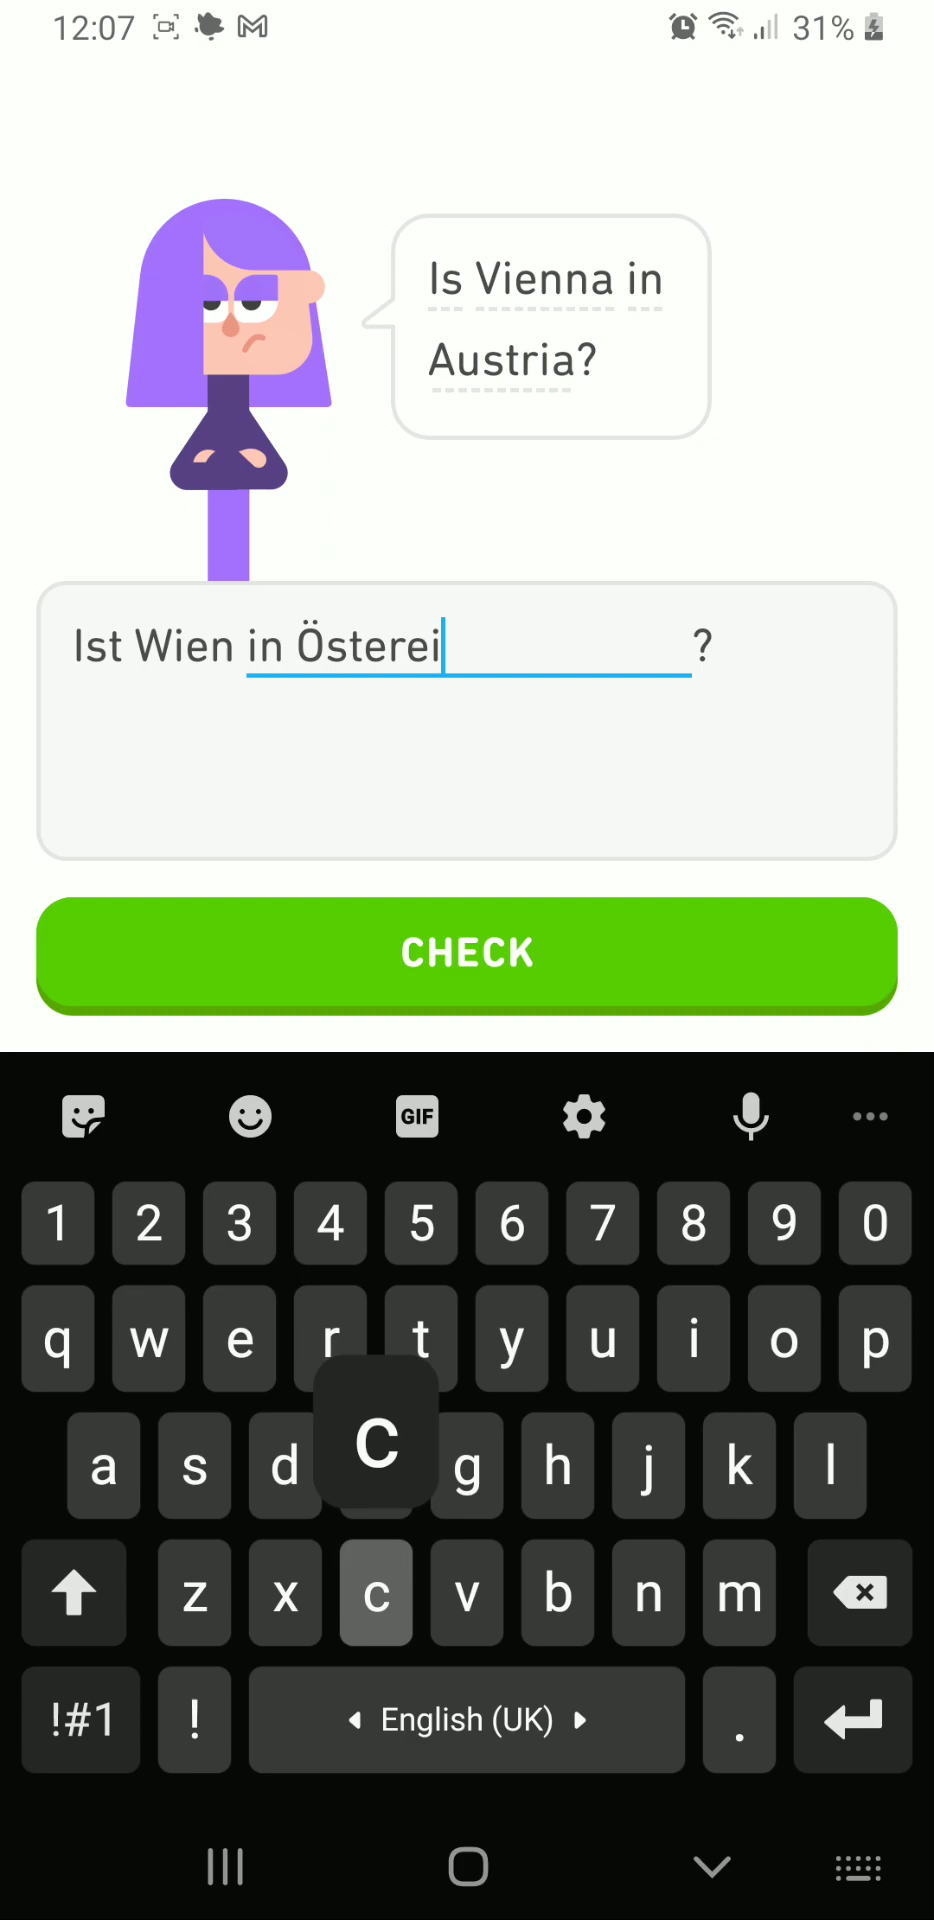 12:07 31%
Is Vienna in
Austria?
Ist Wien in Österei ?
CHECK
GIF
1 2 3 4 5 6 7 8 9 0
q w e r t y u i o p
a s d c g h j k l
z x c v b n m
!#1 ! English (UK) .